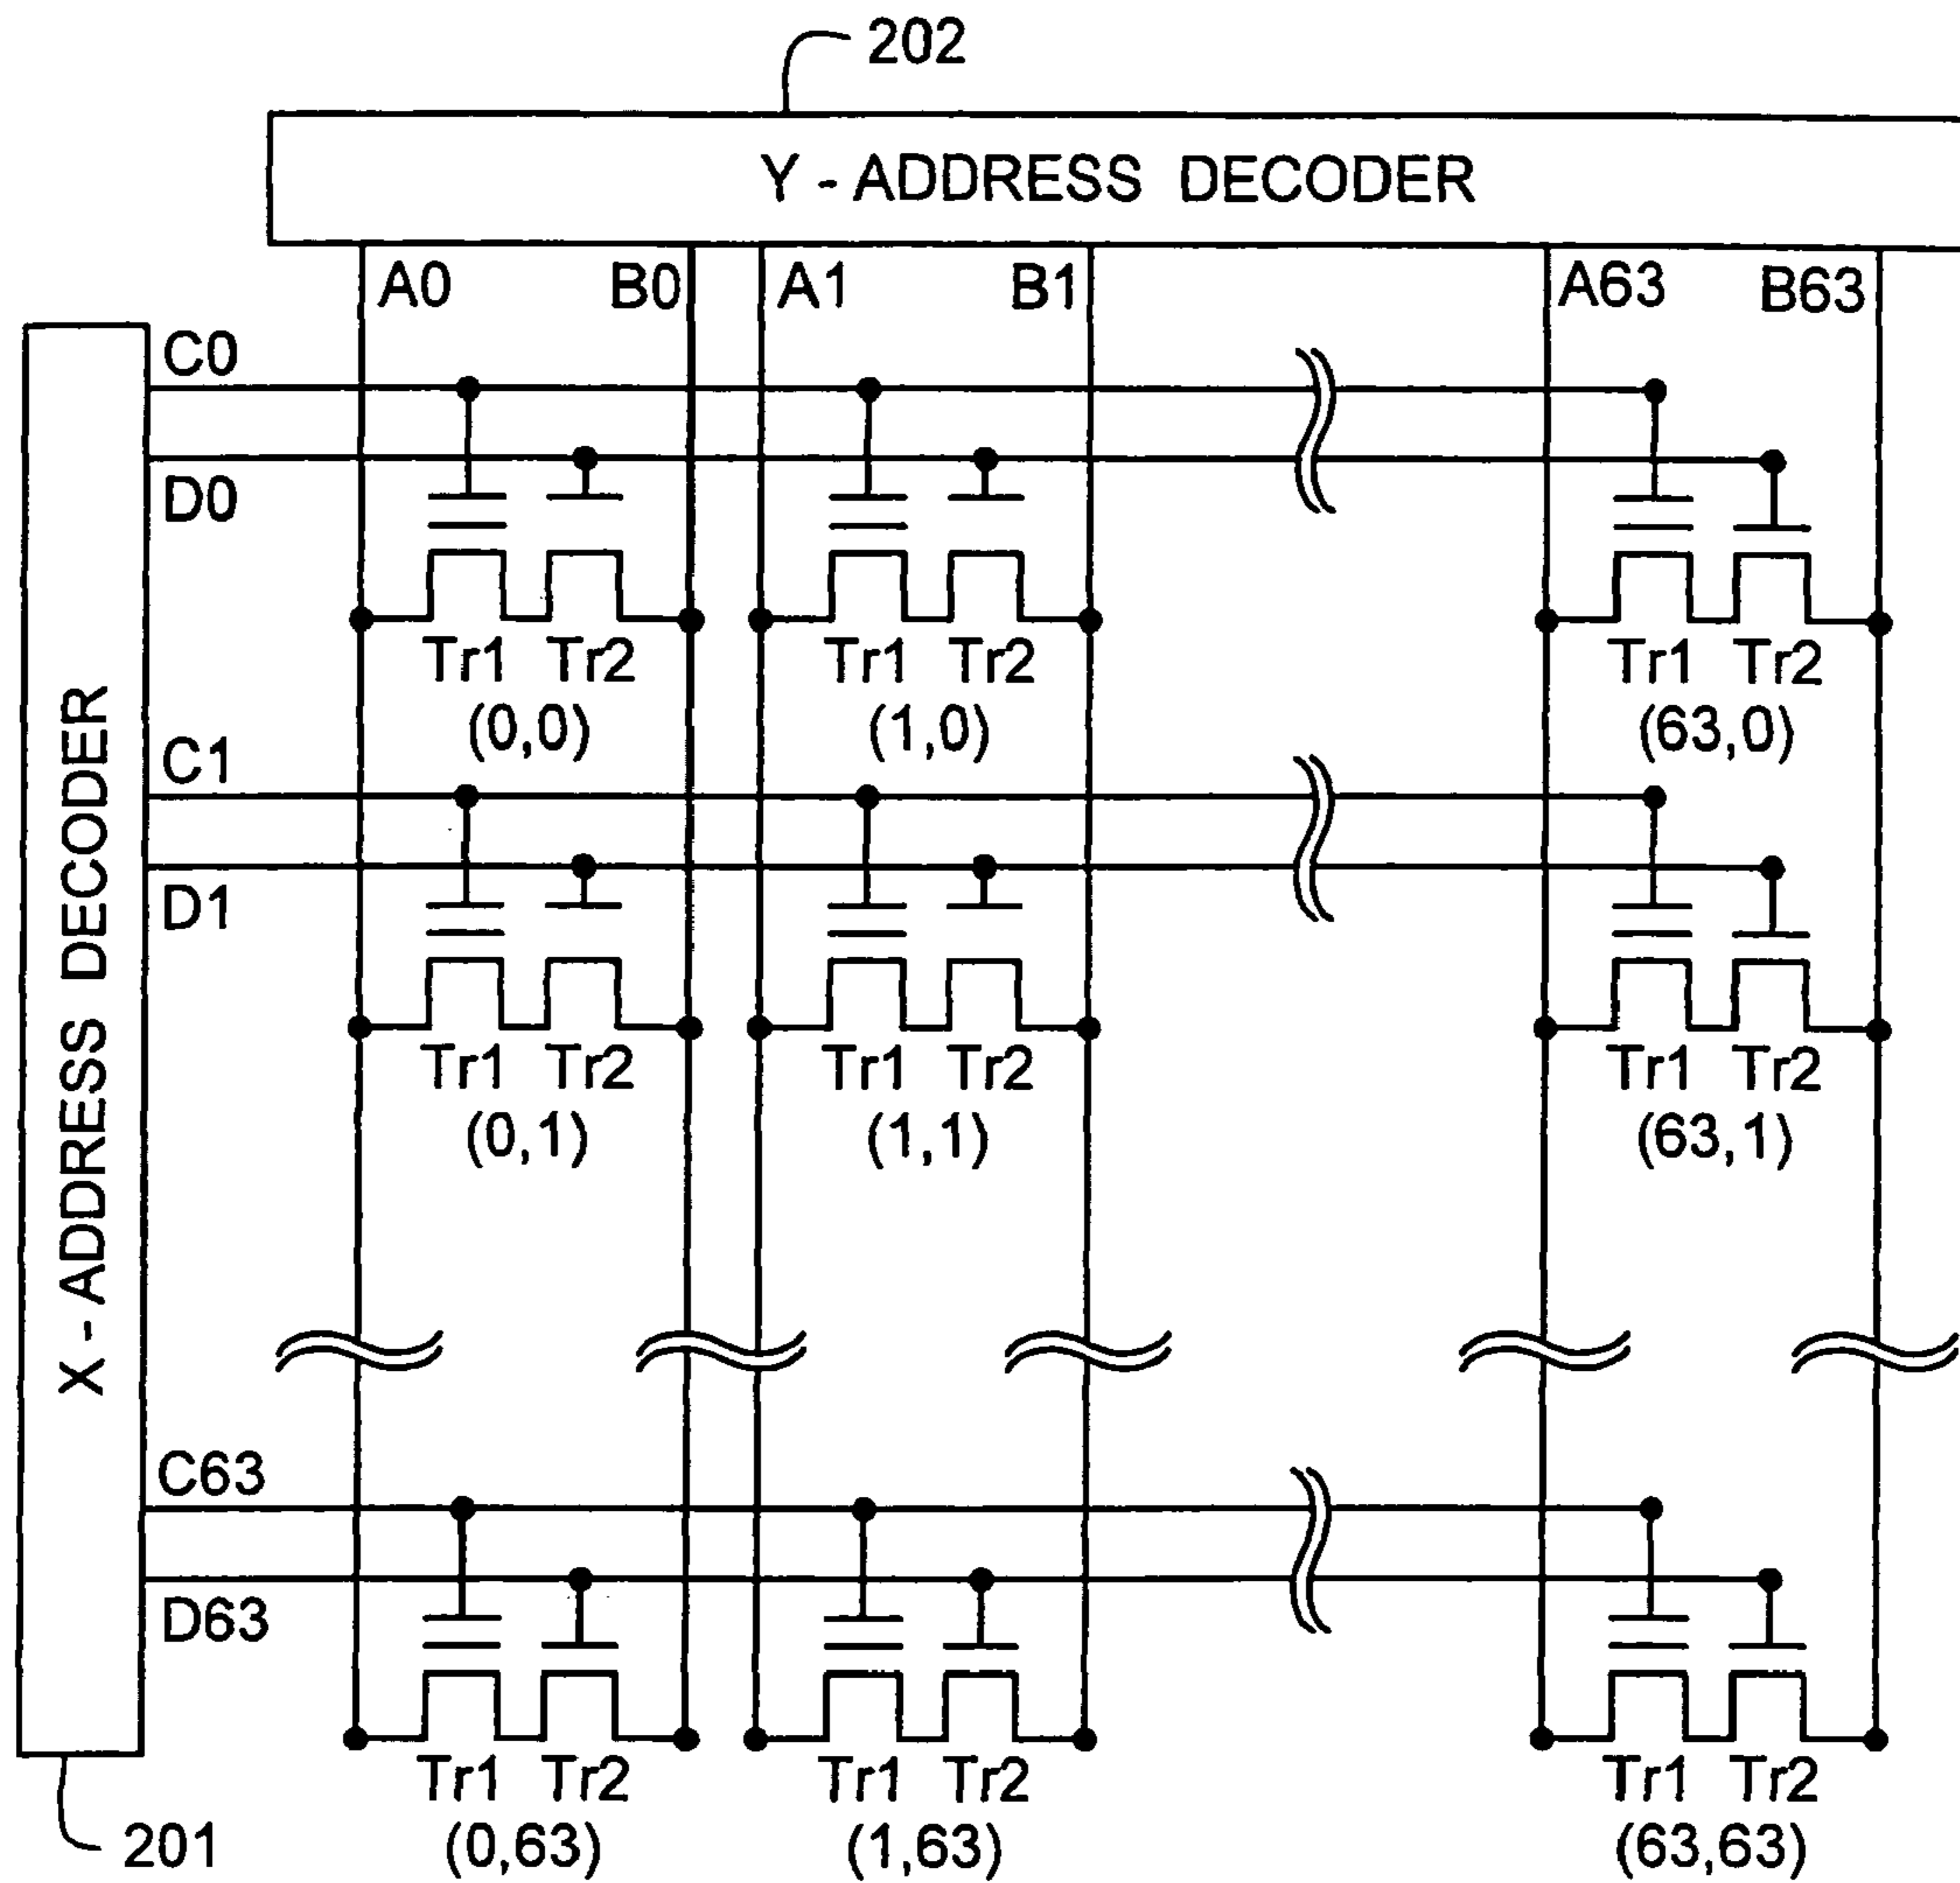 202
Y - ADDRESS DECODER
A0 B0 A1 B1 A63 B63
C0
D0
Tr1 Tr2 Tr1 Tr2 Tr1 Tr2
(0,0) (1,0) (63,0)
C1
D1
Tr1 Tr2 Tr1 Tr2 Tr1 Tr2
(0,1) (1,1) (63,1)
X - ADDRESS DECODER
C63
D63
Tr1 Tr2 Tr1 Tr2 Tr1 Tr2
(0,63) (1,63) (63,63)
201